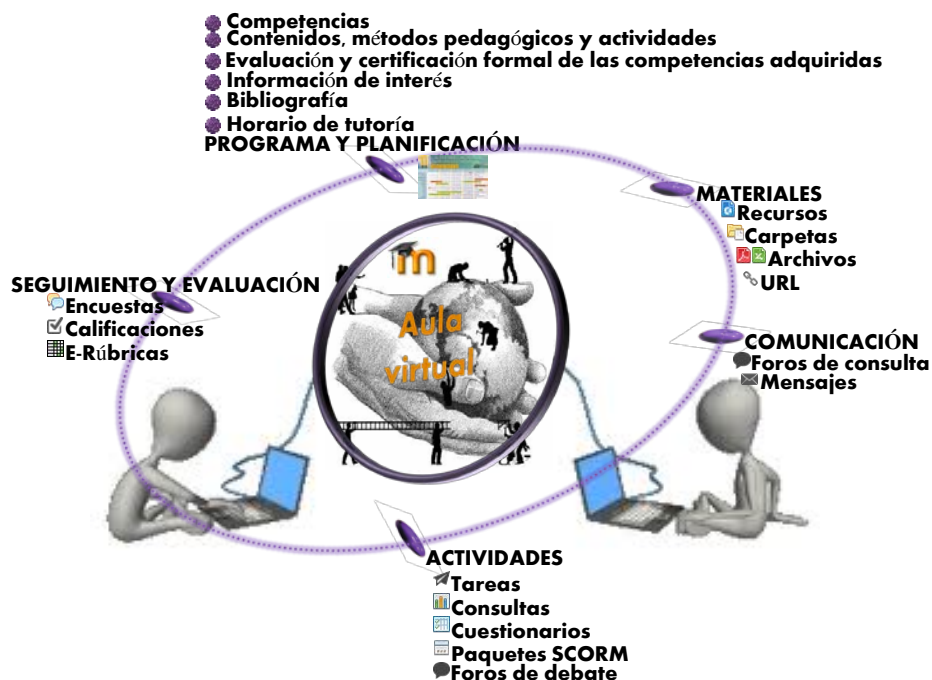 Competencias
Contenidos, métodos pedagógicos y actividades
Evaluación y certificación formal de las competencias adquiridas
Información de interés
Bibliografía
Horario de tutoría
PROGRAMA Y PLANIFICACIÓN
MATERIALES
Recursos
Carpetas
Archivos
URL
m
Aula
virtual
SEGUIMIENTO Y EVALUACIÓN
Encuestas
Calificaciones
E-Rúbricas
COMUNICACIÓN
Foros de consulta
Mensajes
ACTIVIDADES
Tareas
Consultas
Cuestionarios
Paquetes SCORM
Foros de debate